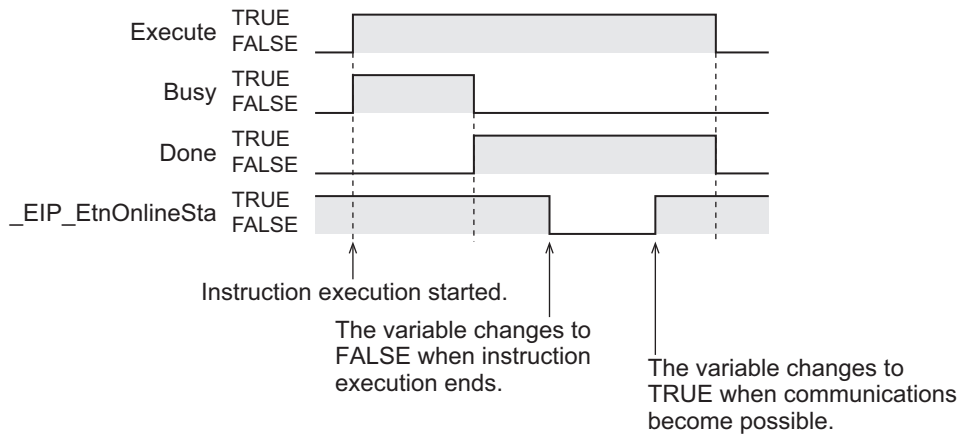 Execute TRUE
FALSE
Busy TRUE
FALSE
Done TRUE
FALSE
_EIP_EtnOnlineSta TRUE
FALSE
Instruction execution started.
The variable changes to
FALSE when instruction
execution ends.
The variable changes to
TRUE when communications
become possible.